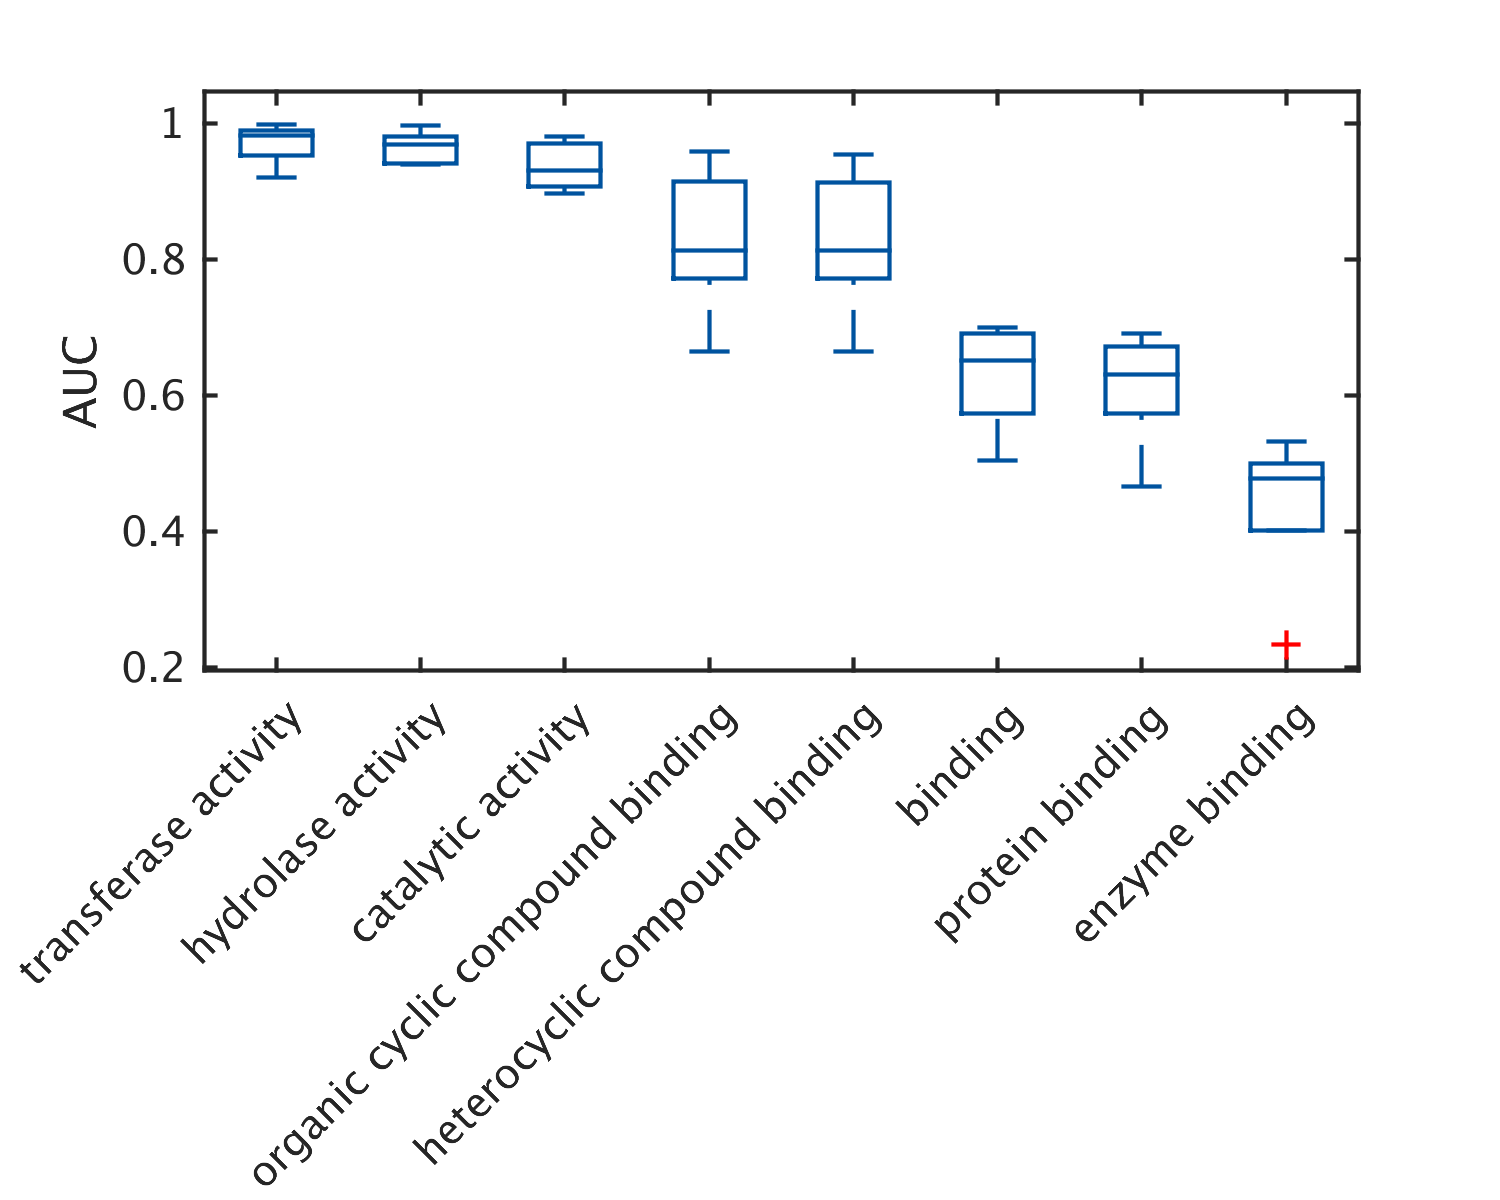 AUC
1
0.8
0.6
0.4
0.2
transferase activity
hydrolase activity
catalytic activity
organic cyclic compound binding
heterocyclic compound binding
binding
protein binding
enzyme binding